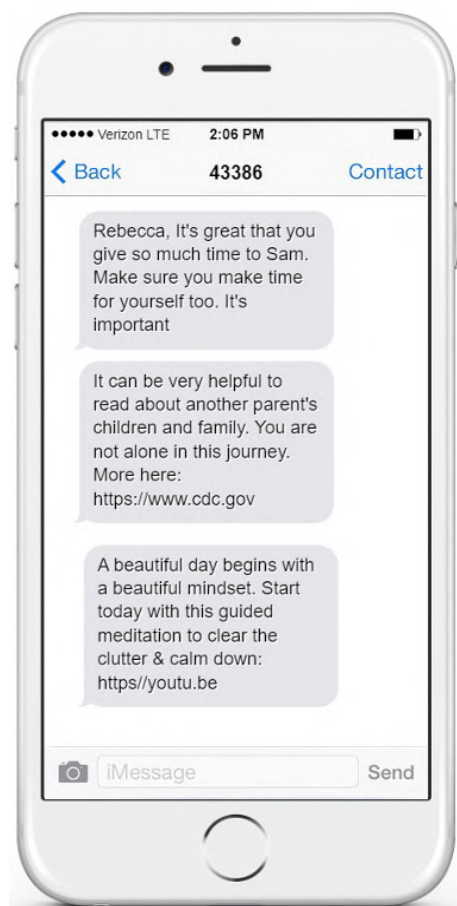 Verizon LTE 2:06 PM
Back 43386 Contact
Rebecca, It's great that you
give so much time to Sam.
Make sure you make time
for yourself too. It's
important
It can be very helpful to
read about another parent's
children and family. You are
not alone in this journey.
More here:
https://www.cdc.gov
A beautiful day begins with
a beautiful mindset. Start
today with this guided
meditation to clear the
clutter & calm down:
https//youtu.be
iMessage Send